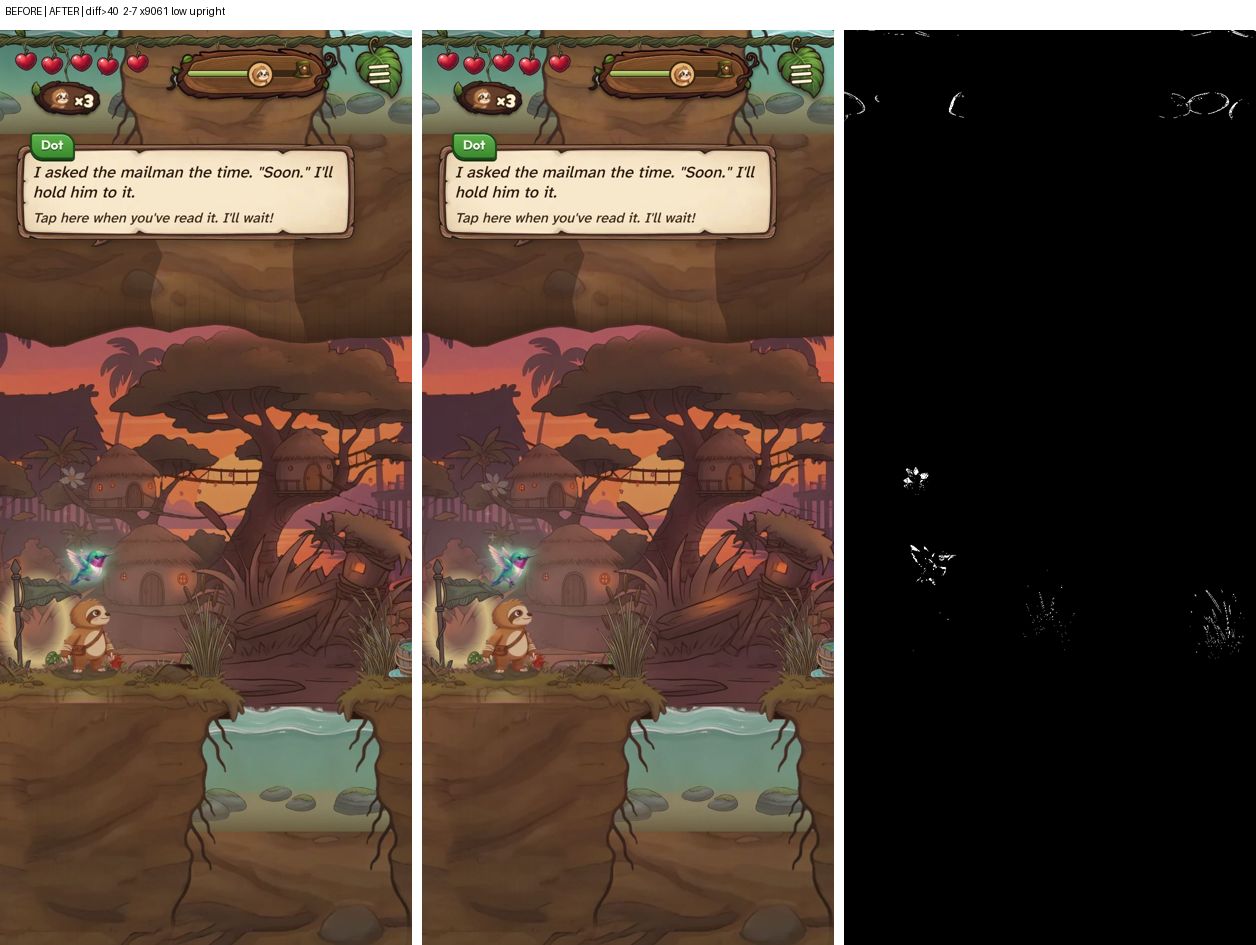 BEFORE | AFTER | diff>40 2-7 x9061 low upright
×3
×3
Dot
I asked the mailman the time. "Soon." I'll
hold him to it.
Tap here when you've read it. I'll wait!
Dot
I asked the mailman the time. "Soon." I'll
hold him to it.
Tap here when you've read it. I'll wait!